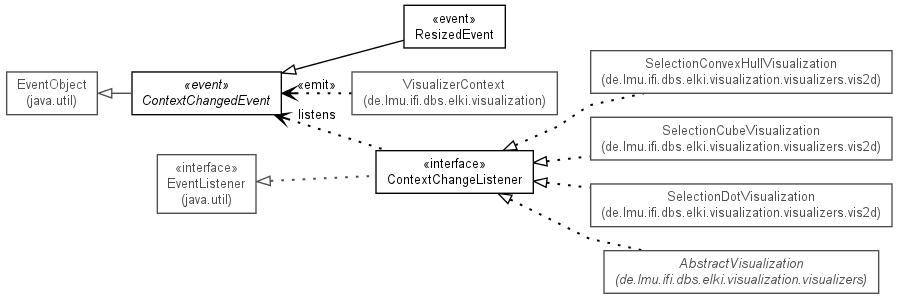 «event»
ResizedEvent
EventObject
(java.util)
«event»
ContextChangedEvent
«emit»
VisualizerContext
(de.lmu.ifi.dbs.elki.visualization)
listens
SelectionConvexHullVisualization
(de.lmu.ifi.dbs.elki.visualization.visualizers.vis2d)
SelectionCubeVisualization
(de.lmu.ifi.dbs.elki.visualization.visualizers.vis2d)
«interface»
EventListener
(java.util)
«interface»
ContextChangeListener
SelectionDotVisualization
(de.lmu.ifi.dbs.elki.visualization.visualizers.vis2d)
AbstractVisualization
(de.lmu.ifi.dbs.elki.visualization.visualizers)